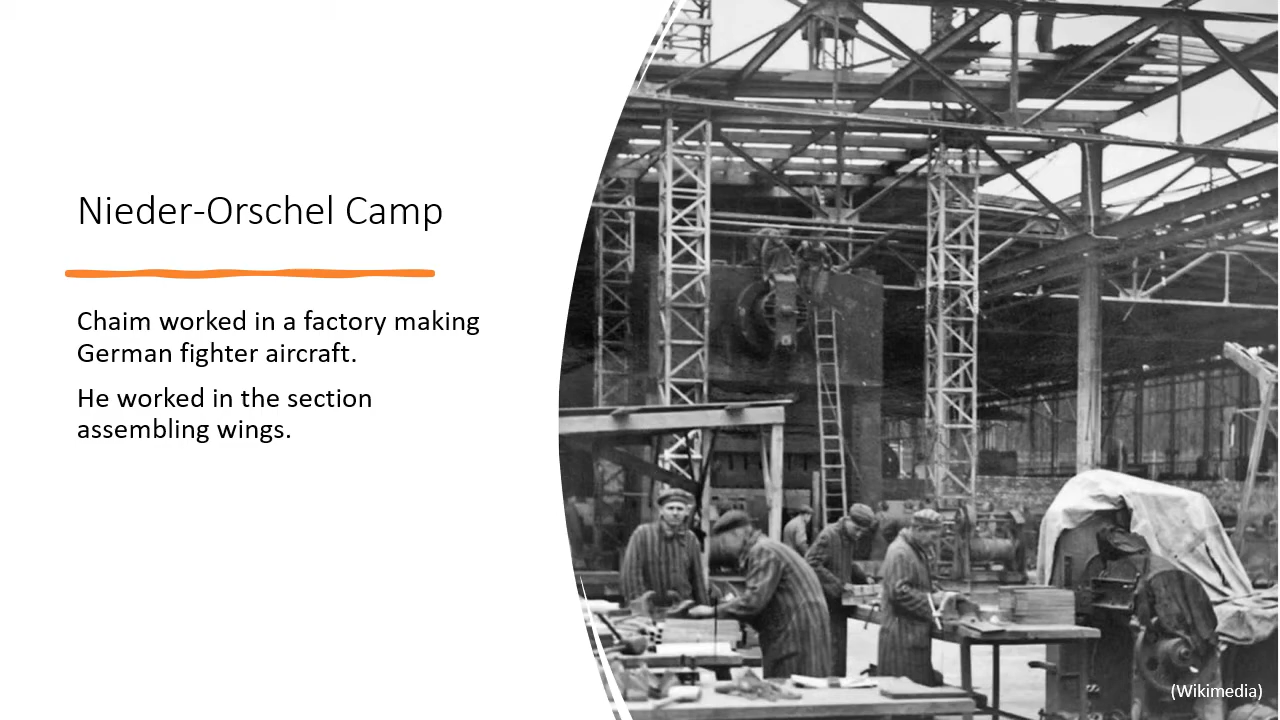 Nieder-Orschel Camp
Chaim worked in a factory making
German fighter aircraft.
He worked in the section
assembling wings.
(Wikimedia)